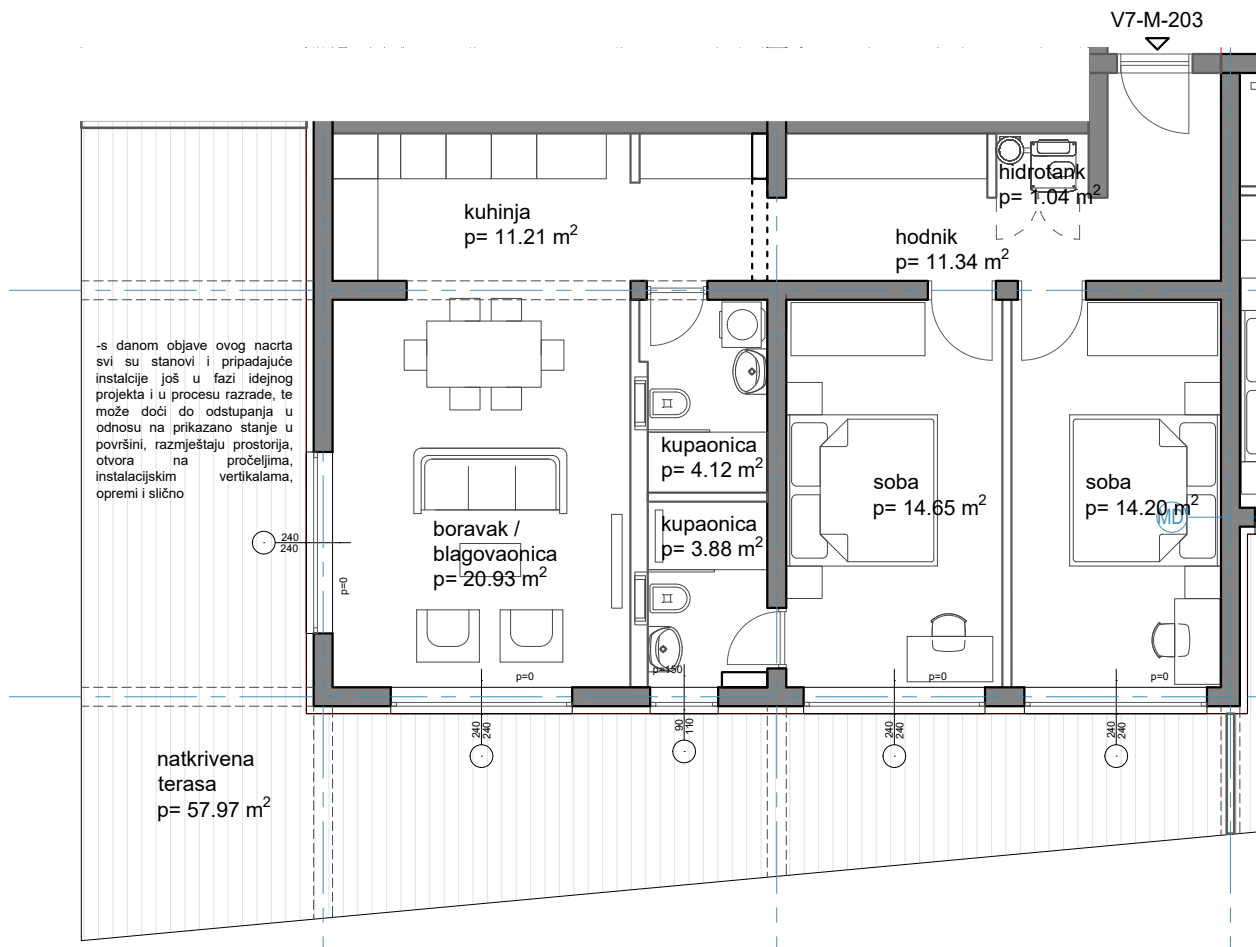 V7-M-203
hidrotank
p= 1.04 m²
kuhinja
p= 11.21 m²
hodnik
p= 11.34 m²
-s danom objave ovog nacrta
svi su stanovi i pripadajuće
instalcije još u fazi idejnog
projekta i u procesu razrade, te
može doći do odstupanja u
odnosu na prikazano stanje u
površini, razmještaju prostorija,
otvora na pročeljima,
instalacijskim vertikalama,
opremi i slično
kupaonica
p= 4.12 m²
soba
p= 14.65 m²
soba
p= 14.20 m²
MD
boravak /
blagovaonica
p= 20.93 m²
kupaonica
p= 3.88 m²
240
240
p=0
p=150
p=0
p=0
p=0
240
240
90
110
240
240
240
240
natkrivena
terasa
p= 57.97 m²